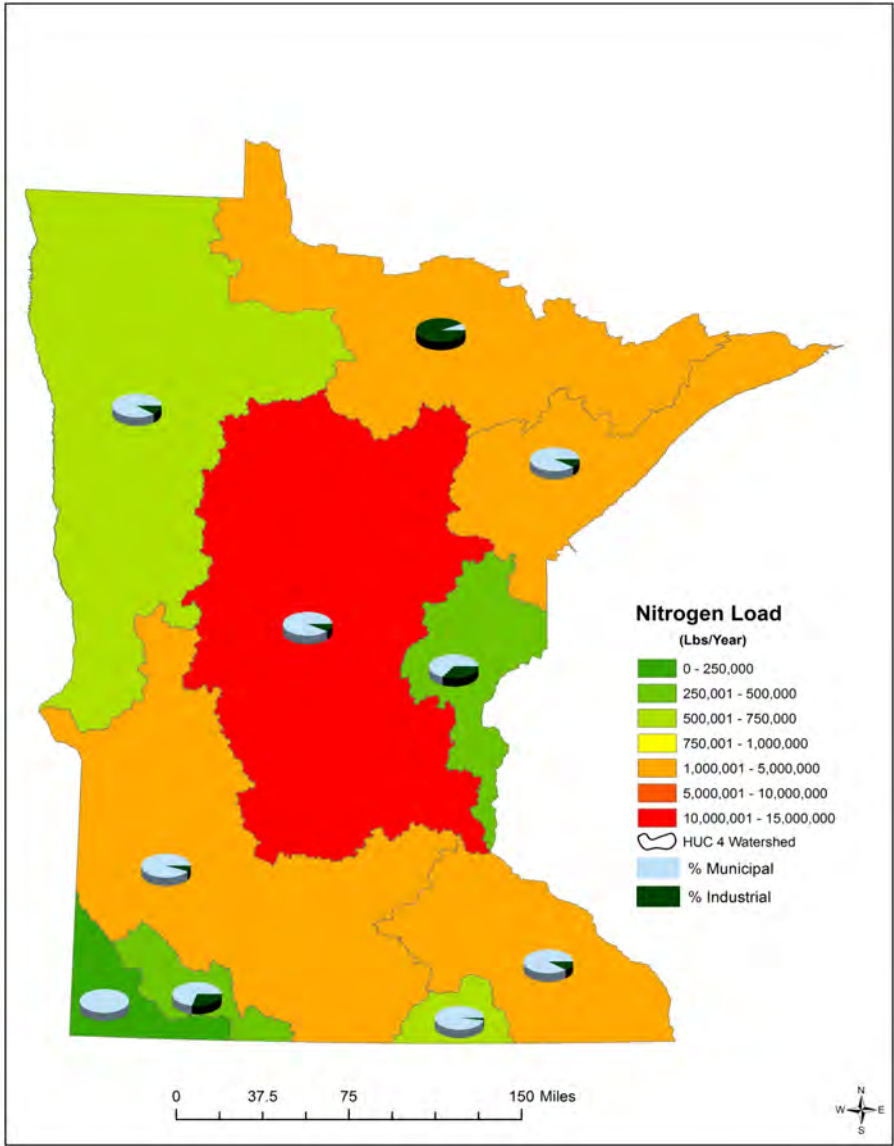 Nitrogen Load
(Lbs/Year)
0 - 250,000
250,001 - 500,000
500,001 - 750,000
750,001 - 1,000,000
1,000,001 - 5,000,000
5,000,001 - 10,000,000
10,000,001 - 15,000,000
HUC 4 Watershed
% Municipal
% Industrial
0 37.5 75 150 Miles
N
W E
S